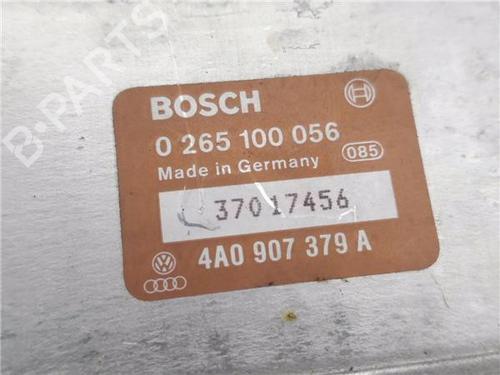 B-PARTS
BOSCH
0 265 100 056
Made in Germany 085
37017456
4A0 907 379 A